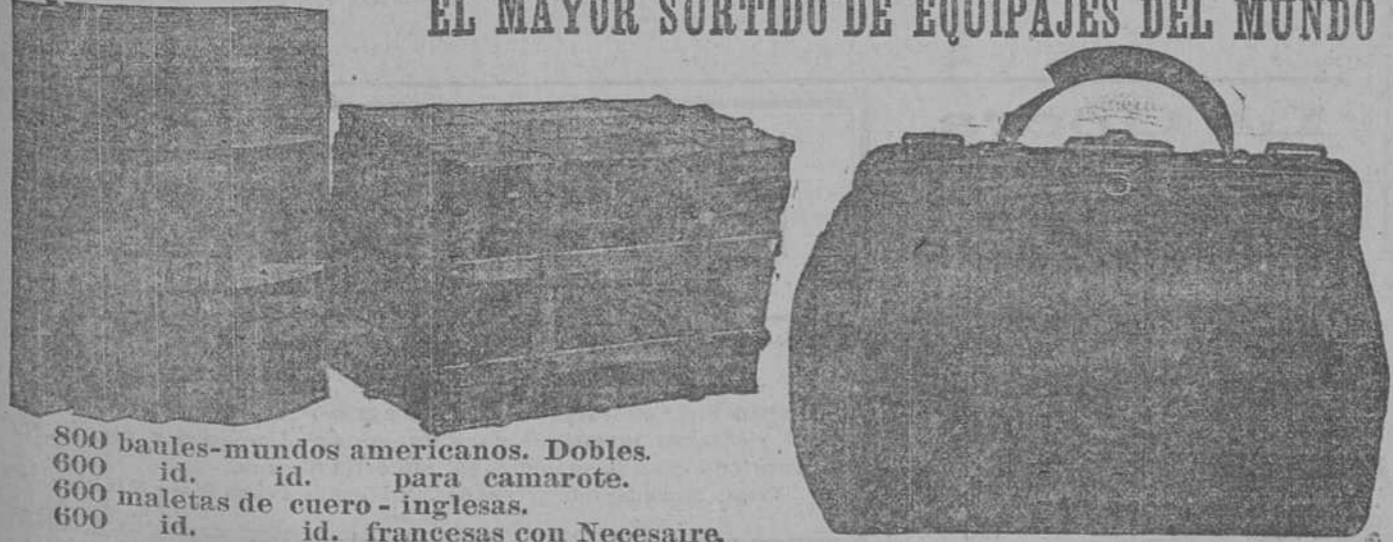 EL MAYOR SURTIDO DE EQUIPAJES DEL MUNDO
800 baules-mundos americanos. Dobles.
600 id. id. para camarote.
600 maletas de cuero - inglesas.
600 id. id. francesas con Necesaire.